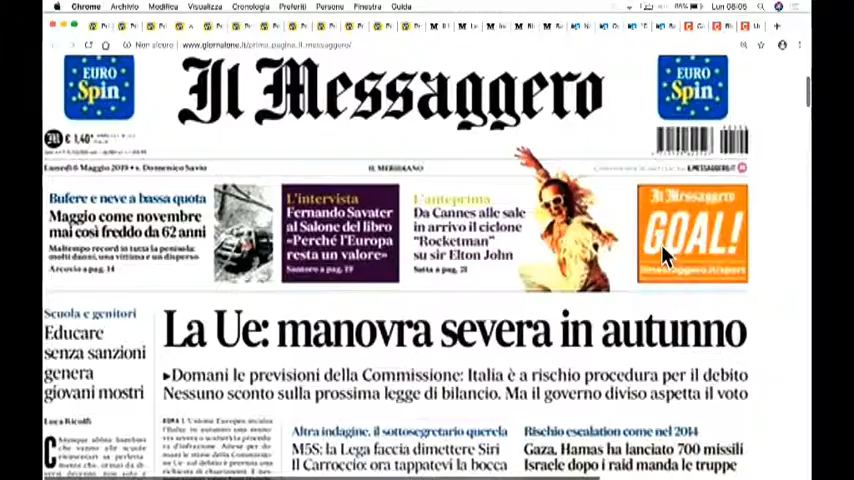 Chrome Archivio Modifica Visualizza Cronologia Preferiti Persone Finestra Guida
Lun 08:05
Non sicuro www.giornalone.it/prima_pagina_il_messaggero/
EURO
Spin
Il Messaggero
EURO
Spin
€ 1,40*
Lunedì 6 Maggio 2019 • s. Domenico Savio
IL MERIDIANO
ILMESSAGGERO.IT
Bufere e neve a bassa quota
Maggio come novembre
mai così freddo da 62 anni
Maltempo record in tutta la penisola:
molti danni, una vittima e un disperso
Arcovio a pag. 14
L'intervista
Fernando Savater
al Salone del libro
«Perché l'Europa
resta un valore»
Santoro a pag. 19
L'anteprima
Da Cannes alle sale
in arrivo il ciclone
"Rocketman"
su sir Elton John
Satta a pag. 21
Il Messaggero
GOAL!
ilmessaggero.it/sport
Scuola e genitori
Educare
senza sanzioni
genera
giovani mostri
Luca Ricolfi
La Ue: manovra severa in autunno
▸Domani le previsioni della Commissione: Italia è a rischio procedura per il debito
Nessuno sconto sulla prossima legge di bilancio. Ma il governo diviso aspetta il voto
Altra indagine, il sottosegretario querela
M5S: la Lega faccia dimettere Siri
Il Carroccio: ora tappatevi la bocca
Rischio escalation come nel 2014
Gaza, Hamas ha lanciato 700 missili
Israele dopo i raid manda le truppe